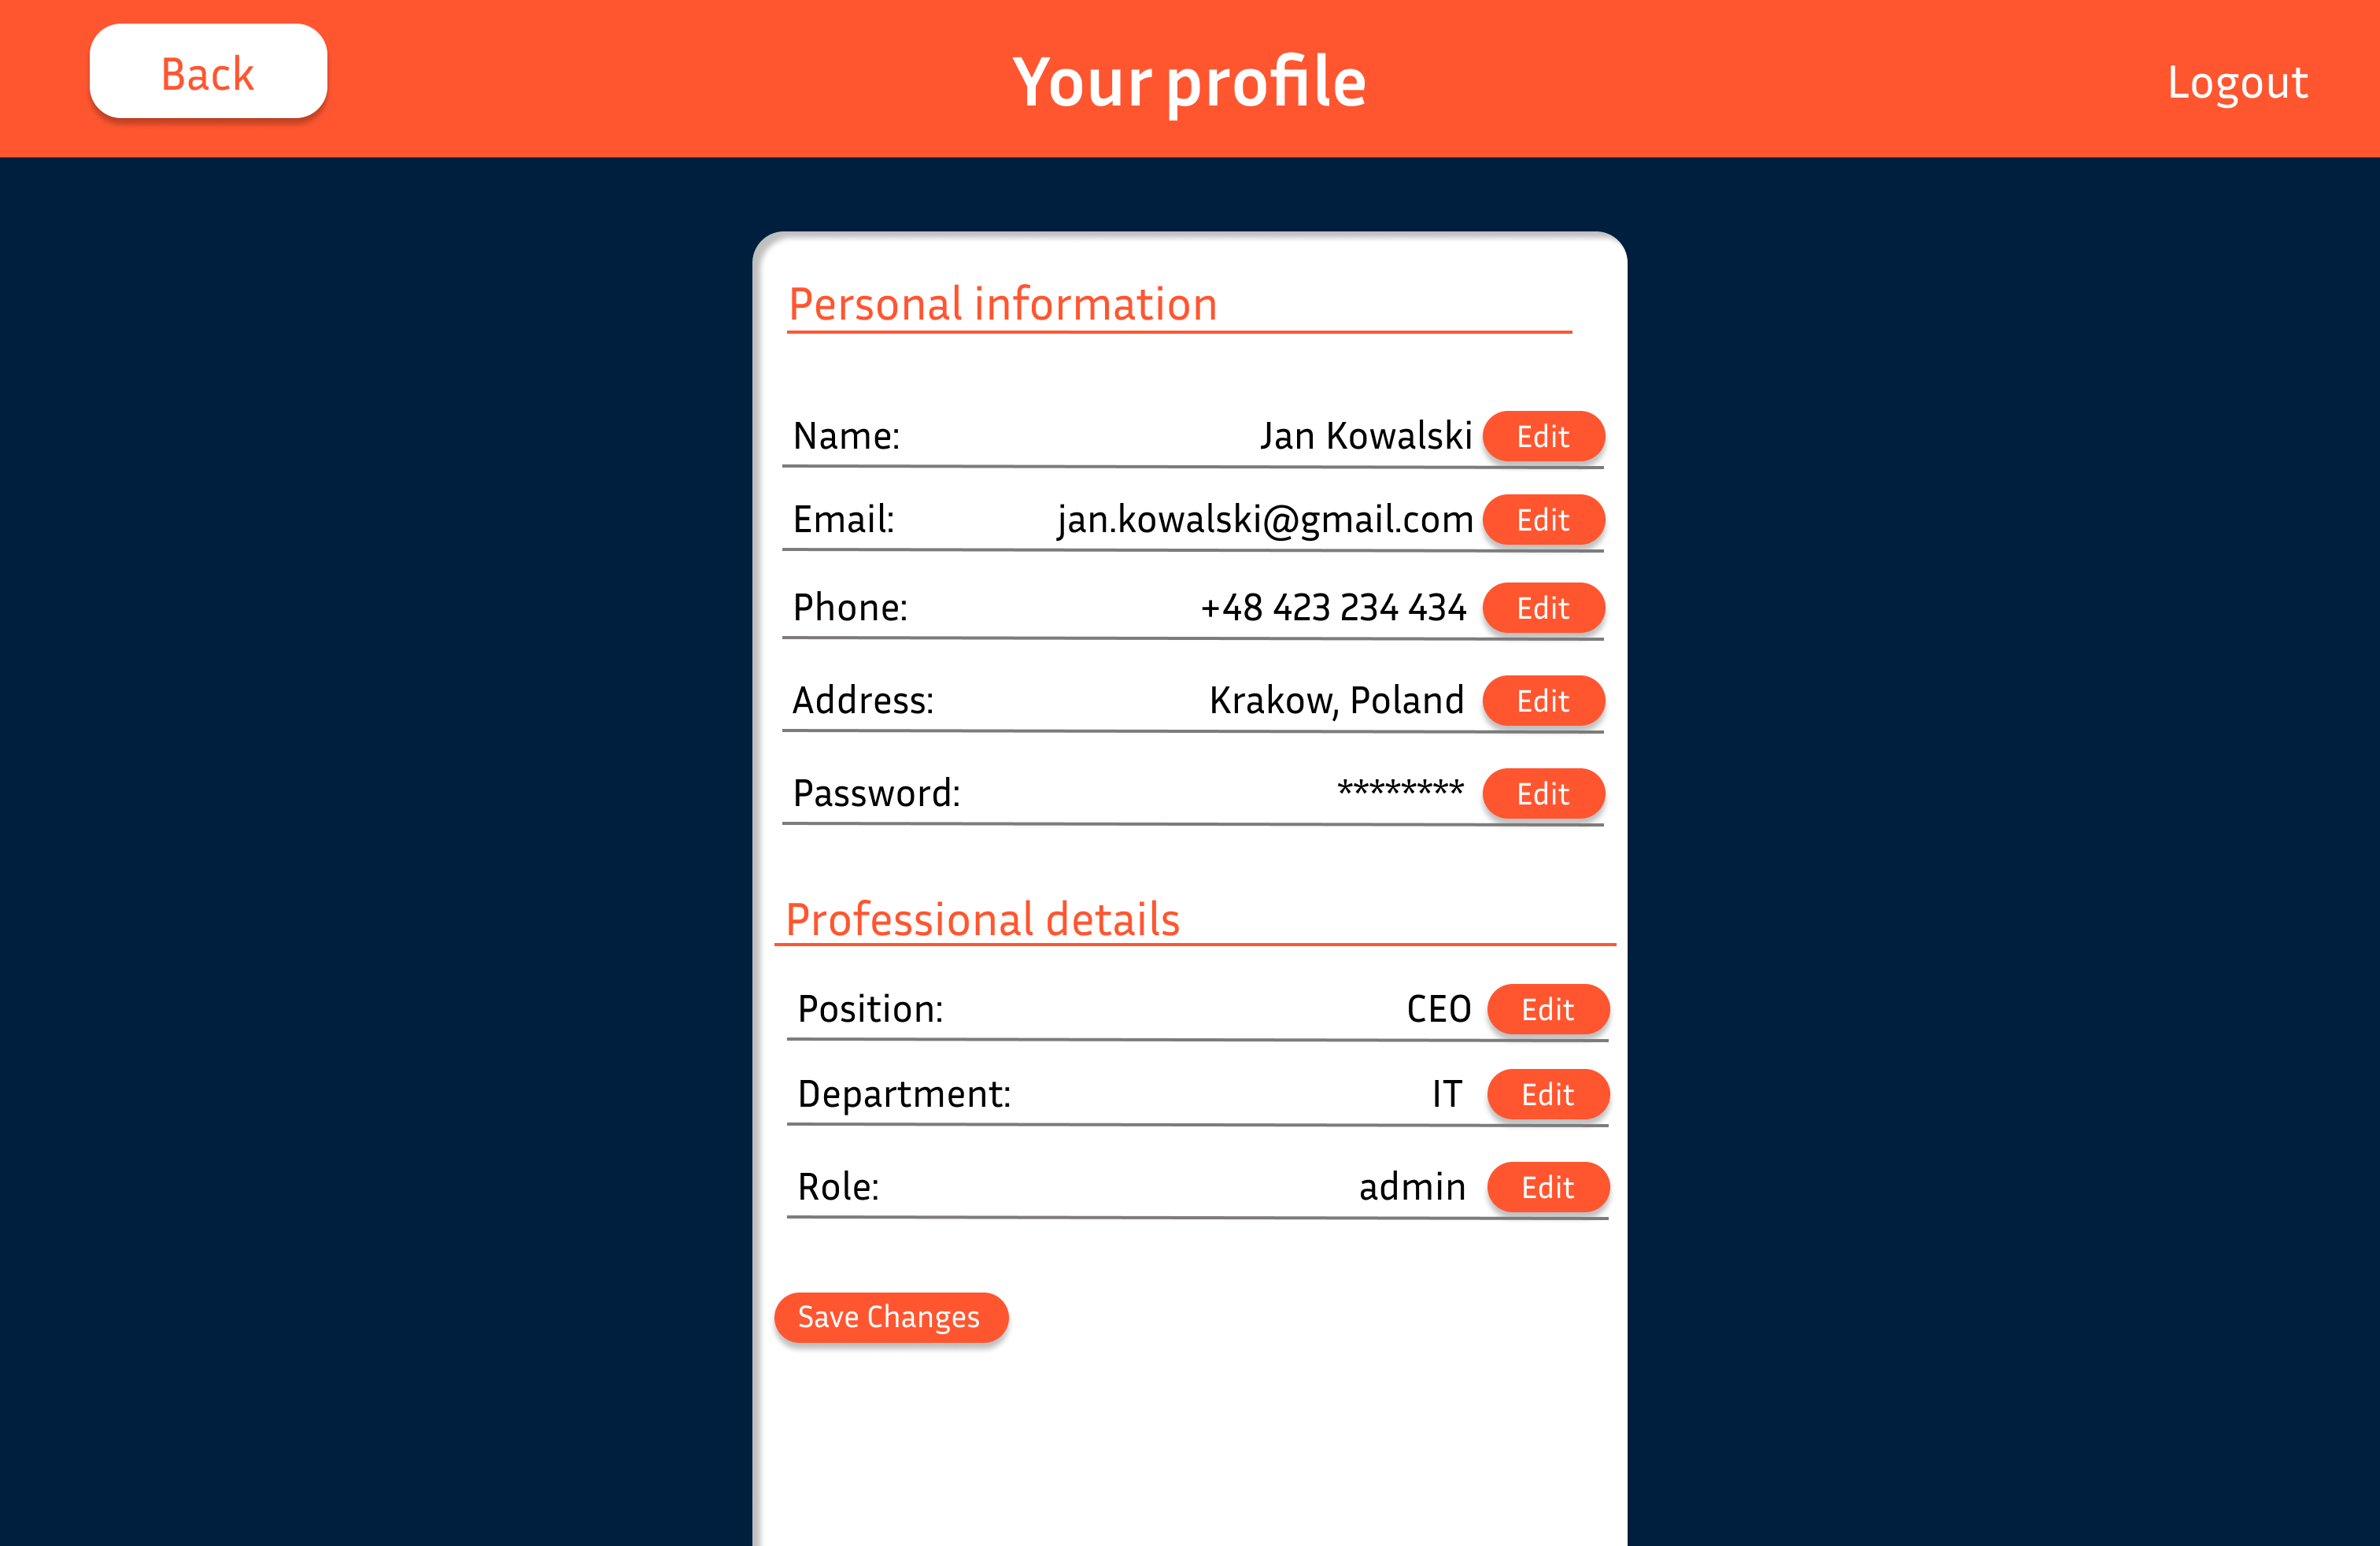 Back
Your profile
Logout
Personal information
Name: Jan Kowalski Edit
Email: jan.kowalski@gmail.com Edit
Phone: +48 423 234 434 Edit
Address: Krakow, Poland Edit
Password: ******** Edit
Professional details
Position: CEO Edit
Department: IT Edit
Role: admin Edit
Save Changes